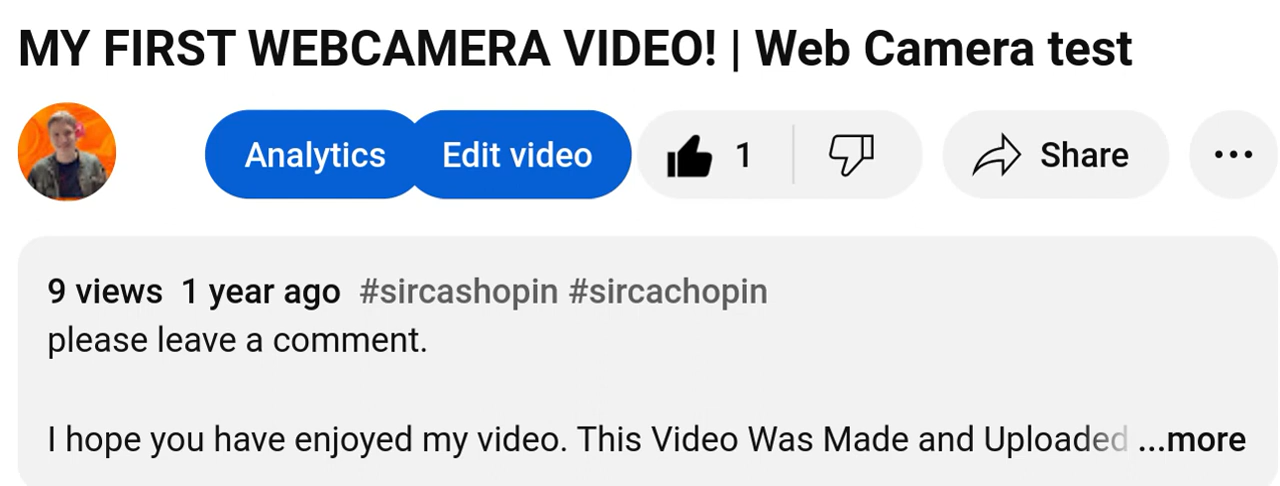 MY FIRST WEBCAMERA VIDEO! | Web Camera test
Analytics Edit video 1 Share
9 views 1 year ago #sircashopin #sircachopin
please leave a comment.
I hope you have enjoyed my video. This Video Was Made and Uploaded ...more